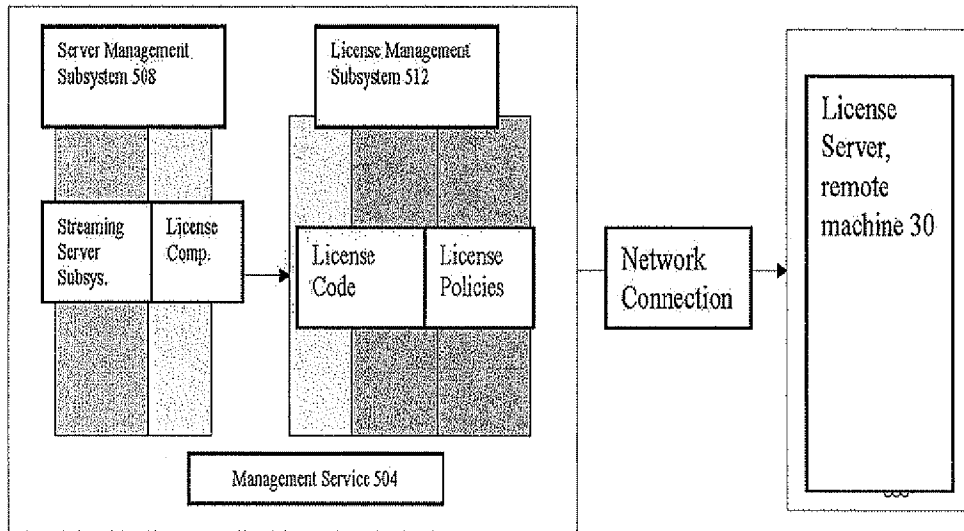 Server Management
Subsystem 508
License Management
Subsystem 512
Streaming
Server
Subsys.
License
Comp.
License
Code
License
Policies
Network
Connection
License
Server,
remote
machine 30
Management Service 504